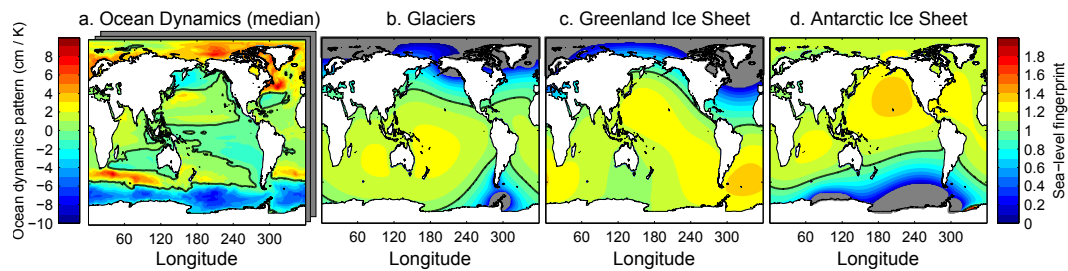 a. Ocean Dynamics (median)
b. Glaciers
c. Greenland Ice Sheet
d. Antarctic Ice Sheet
Ocean dynamics pattern (cm / K)
8
6
4
2
0
−2
−4
−6
−8
−10
60 120 180 240 300
60 120 180 240 300
60 120 180 240 300
60 120 180 240 300
Longitude
Longitude
Longitude
Longitude
1.8
1.6
1.4
1.2
1
0.8
0.6
0.4
0.2
0
Sea−level fingerprint